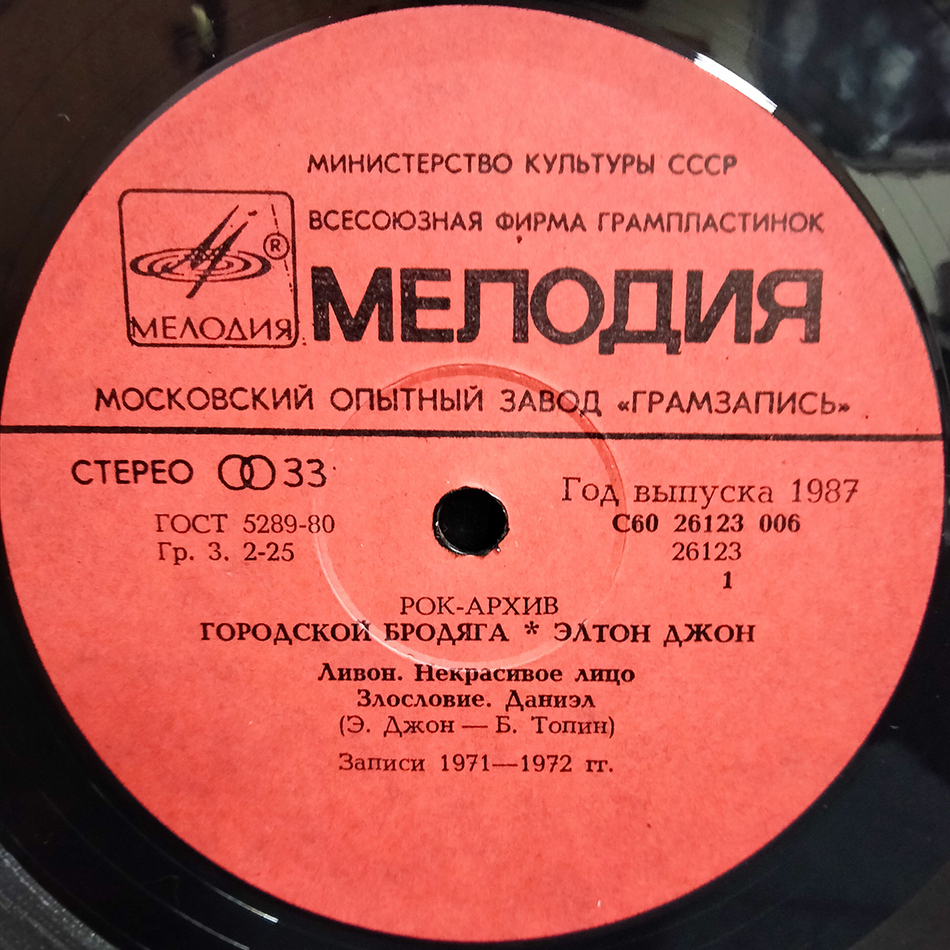 МИНИСТЕРСТВО КУЛЬТУРЫ СССР
ВСЕСОЮЗНАЯ ФИРМА ГРАМПЛАСТИНОК
®
МЕЛОДИЯ
МЕЛОДИЯ
МОСКОВСКИЙ ОПЫТНЫЙ ЗАВОД «ГРАМЗАПИСЬ»
СТЕРЕО 33
Год выпуска 1987
ГОСТ 5289-80
С60 26123 006
Гр. 3. 2-25
26123
1
РОК-АРХИВ
ГОРОДСКОЙ БРОДЯГА * ЭЛТОН ДЖОН
Ливон. Некрасивое лицо
Злословие. Даниэл
(Э. Джон — Б. Топин)
Записи 1971—1972 гг.